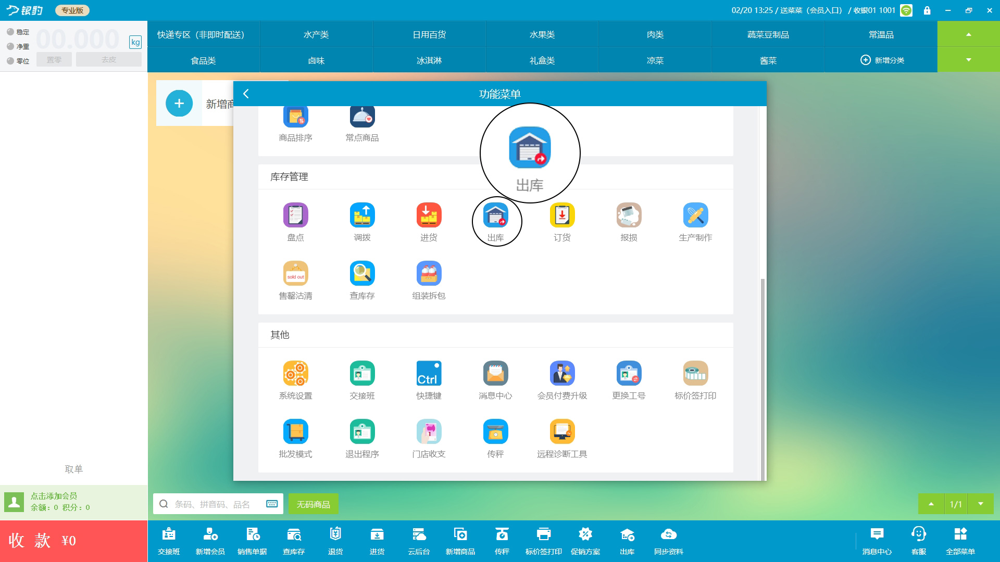 银豹 专业版 02/20 13:25 / 送菜菜（会员入口） / 收银01 1001
稳定 净重 零位 00.000 kg
置零 去皮
快递专区（非即时配送） 水产类 日用百货 水果类 肉类 蔬菜豆制品 常温品
食品类 卤味 冰淇淋 礼盒类 凉菜 酱菜 新增分类
新增商
功能菜单
商品排序 常点商品
出库
库存管理
盘点 调拨 进货 出库 订货 报损 生产制作
sold out
售罄沽清 查库存 组装拆包
其他
Ctrl
系统设置 交接班 快捷键 消息中心 会员付费升级 更换工号 标价签打印
批发模式 退出程序 门店收支 传秤 远程诊断工具
取单
点击添加会员
余额：0 积分：0
条码、拼音码、品名 无码商品 1/1
收 款 ¥0
交接班 新增会员 销售单据 查库存 退货 进货 云后台 新增商品 传秤 标价签打印 促销方案 出库 同步资料 消息中心 客服 全部菜单